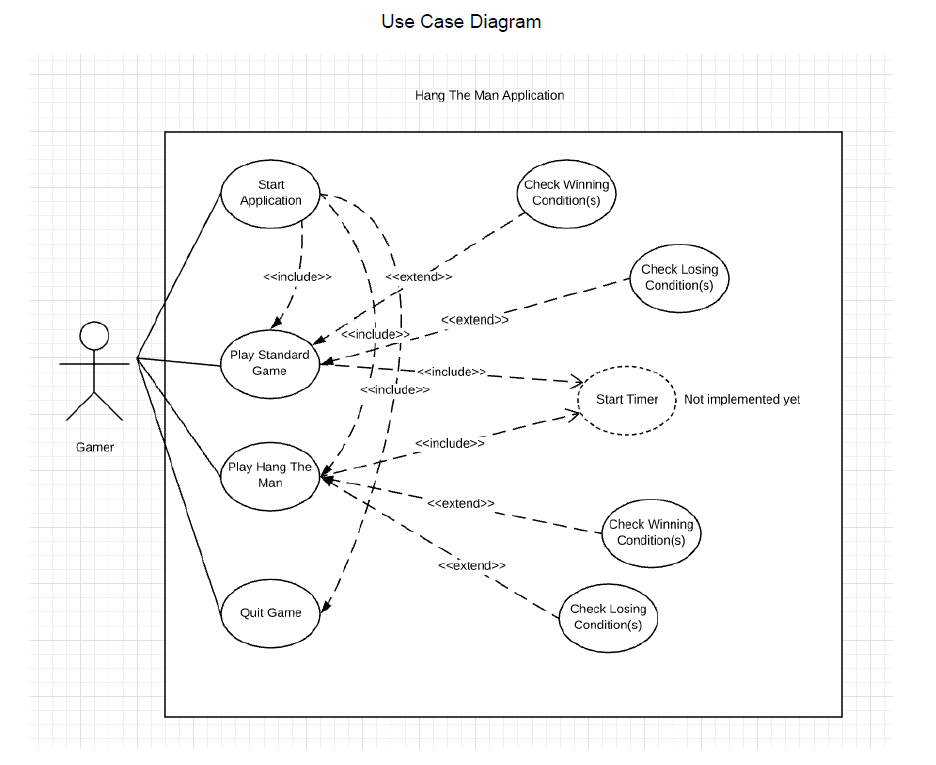 Use Case Diagram
Hang The Man Application
Start
Application
Check Winning
Condition(s)
<<include>>
<<extend>>
Check Losing
Condition(s)
<<extend>>
<<include>>
Play Standard
Game
<<include>>
<<include>>
Start Timer
Not implemented yet
Gamer
<<include>>
Play Hang The
Man
<<extend>>
Check Winning
Condition(s)
<<extend>>
Quit Game
Check Losing
Condition(s)